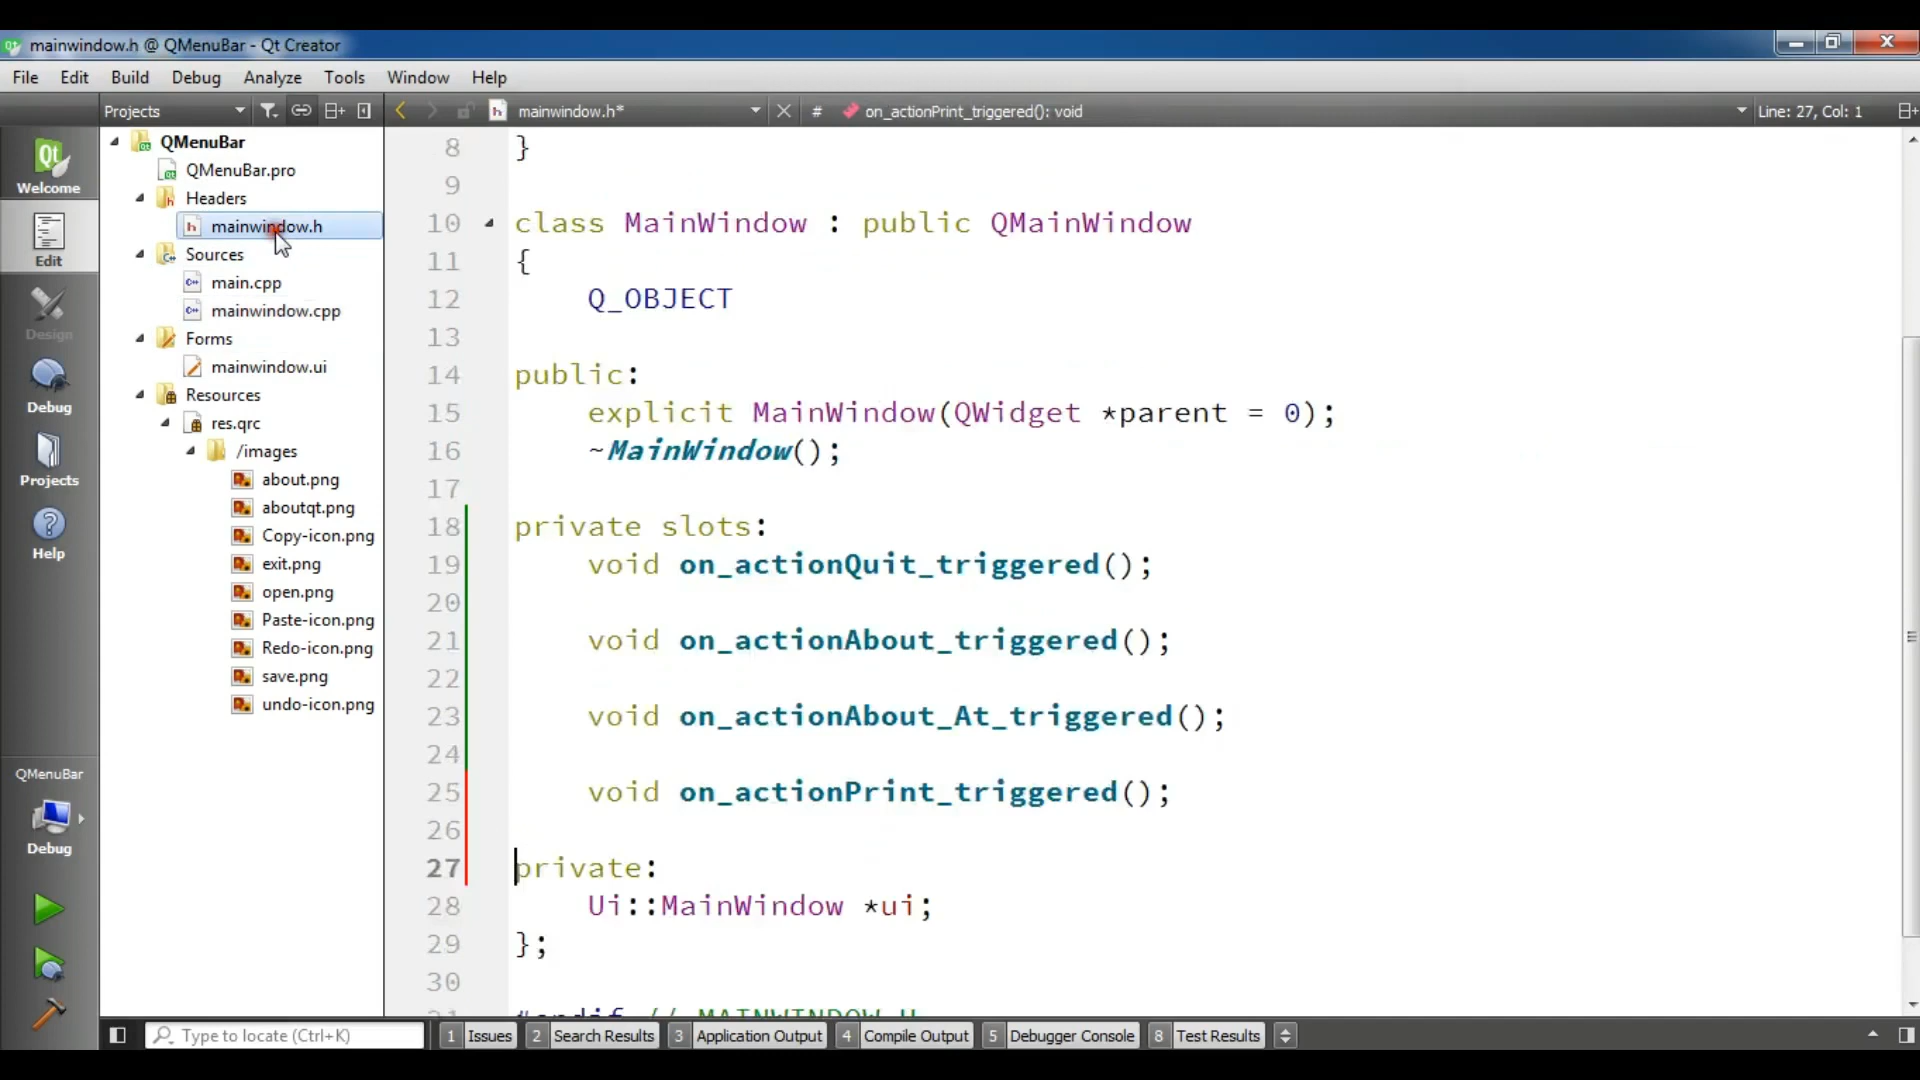 mainwindow.h @ QMenuBar - Qt Creator
File Edit Build Debug Analyze Tools Window Help
Projects mainwindow.h* # on_actionPrint_triggered(): void Line: 27, Col: 1
Welcome
Edit
Design
Debug
Projects
Help
QMenuBar
Debug
QMenuBar
QMenuBar.pro
Headers
mainwindow.h
Sources
main.cpp
mainwindow.cpp
Forms
mainwindow.ui
Resources
res.qrc
/images
about.png
aboutqt.png
Copy-icon.png
exit.png
open.png
Paste-icon.png
Redo-icon.png
save.png
undo-icon.png
8 }
9
10 class MainWindow : public QMainWindow
11 {
12 Q_OBJECT
13
14 public:
15 explicit MainWindow(QWidget *parent = 0);
16 ~MainWindow();
17
18 private slots:
19 void on_actionQuit_triggered();
20
21 void on_actionAbout_triggered();
22
23 void on_actionAbout_At_triggered();
24
25 void on_actionPrint_triggered();
26
27 private:
28 Ui::MainWindow *ui;
29 };
30
31 #endif // MAINWINDOW_H
Type to locate (Ctrl+K) 1 Issues 2 Search Results 3 Application Output 4 Compile Output 5 Debugger Console 8 Test Results